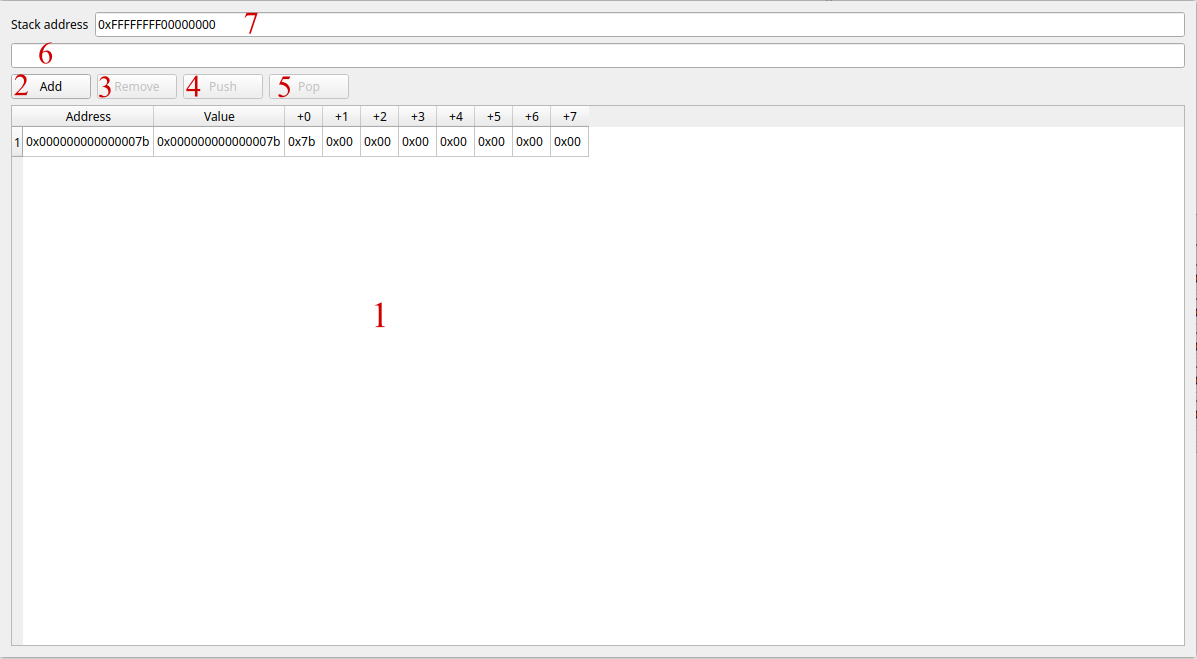 Stack address 0xFFFFFFFF00000000 7
6
2 Add 3 Remove 4 Push 5 Pop
Address Value +0 +1 +2 +3 +4 +5 +6 +7
1 0x000000000000007b 0x000000000000007b 0x7b 0x00 0x00 0x00 0x00 0x00 0x00 0x00
1